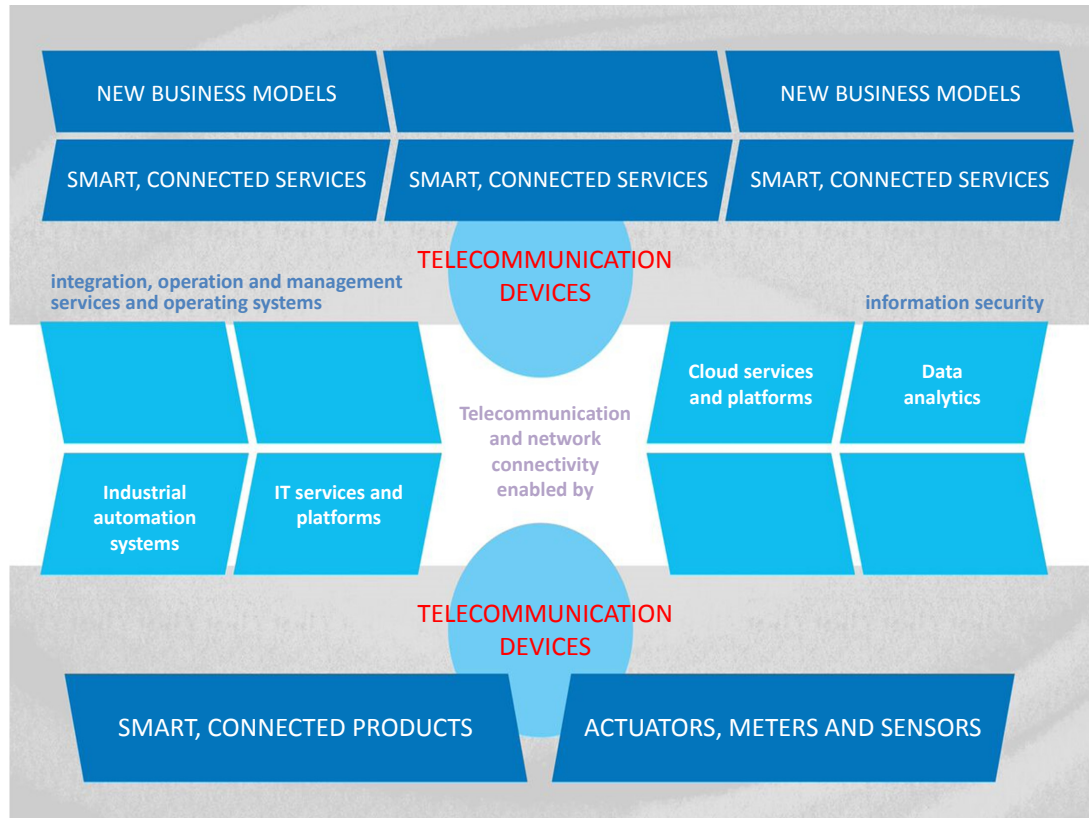 NEW BUSINESS MODELS
NEW BUSINESS MODELS
SMART, CONNECTED SERVICES
SMART, CONNECTED SERVICES
SMART, CONNECTED SERVICES
TELECOMMUNICATION
DEVICES
integration, operation and management
services and operating systems
information security
Cloud services
and platforms
Data
analytics
Telecommunication
and network
connectivity
enabled by
Industrial
automation
systems
IT services and
platforms
TELECOMMUNICATION
DEVICES
SMART, CONNECTED PRODUCTS
ACTUATORS, METERS AND SENSORS